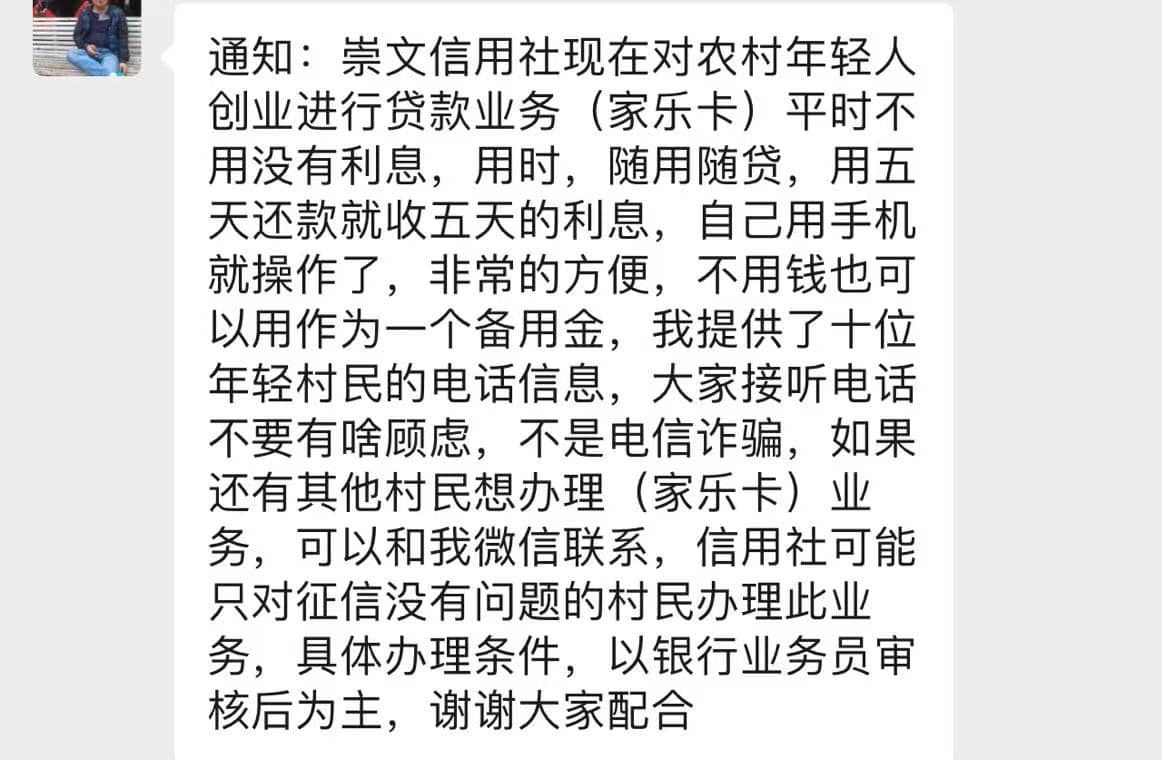 通知：崇文信用社现在对农村年轻人
创业进行贷款业务（家乐卡）平时不
用没有利息，用时，随用随贷，用五
天还款就收五天的利息，自己用手机
就操作了，非常的方便，不用钱也可
以用作为一个备用金，我提供了十位
年轻村民的电话信息，大家接听电话
不要有啥顾虑，不是电信诈骗，如果
还有其他村民想办理（家乐卡）业
务，可以和我微信联系，信用社可能
只对征信没有问题的村民办理此业
务，具体办理条件，以银行业务员审
核后为主，谢谢大家配合